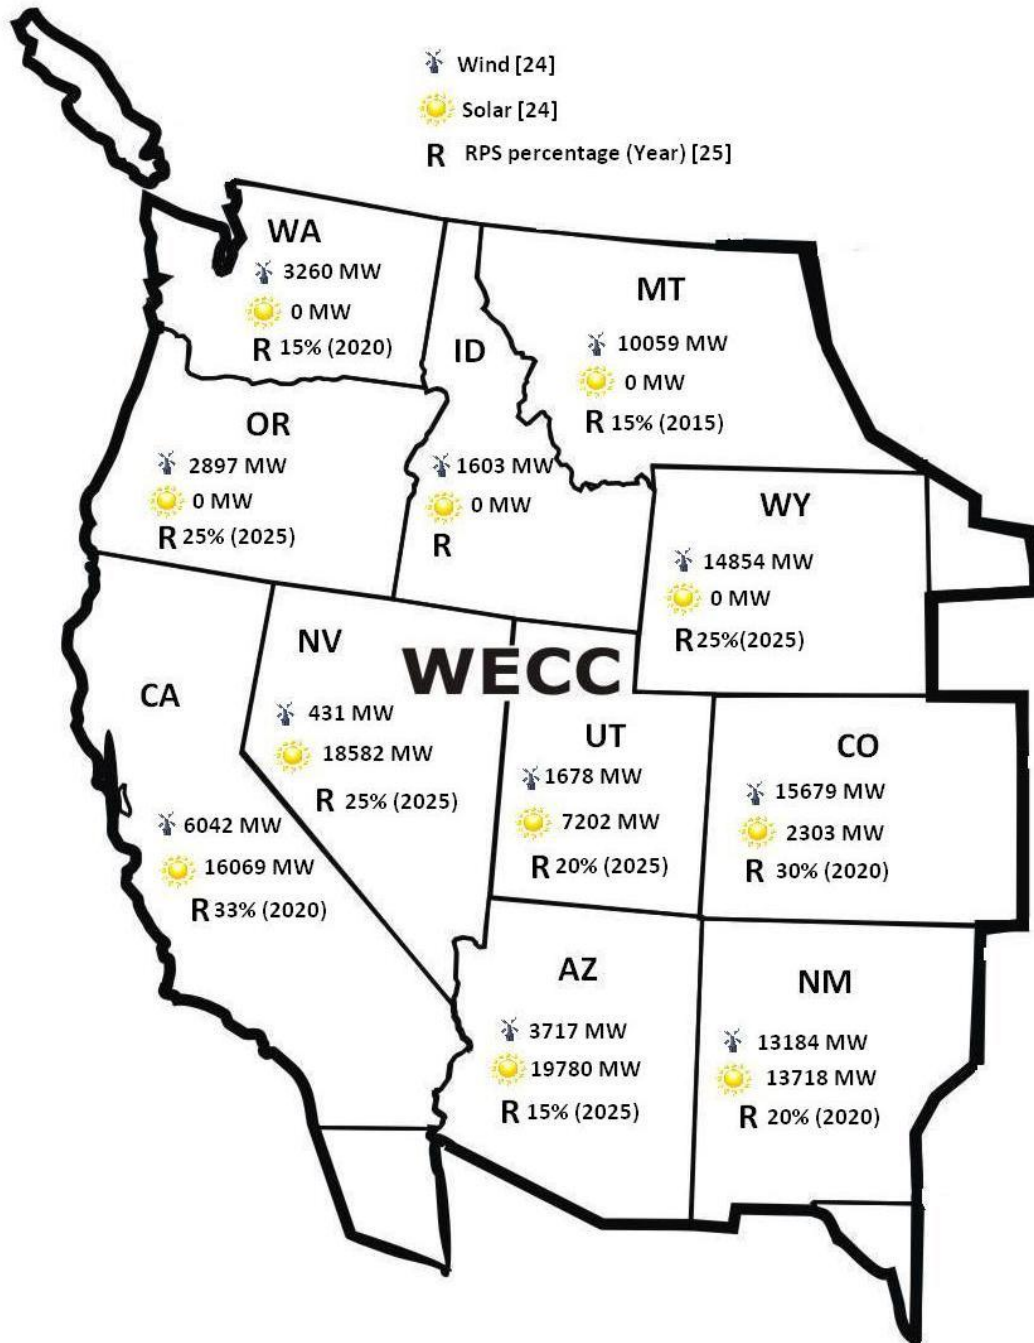 Wind [24]
Solar [24]
R RPS percentage (Year) [25]
WA
3260 MW
0 MW
R 15% (2020)
ID
1603 MW
0 MW
R
MT
10059 MW
0 MW
R 15% (2015)
OR
2897 MW
0 MW
R 25% (2025)
WY
14854 MW
0 MW
R 25%(2025)
WECC
NV
431 MW
18582 MW
R 25% (2025)
CA
6042 MW
16069 MW
R 33% (2020)
UT
1678 MW
7202 MW
R 20% (2025)
CO
15679 MW
2303 MW
R 30% (2020)
AZ
3717 MW
19780 MW
R 15% (2025)
NM
13184 MW
13718 MW
R 20% (2020)